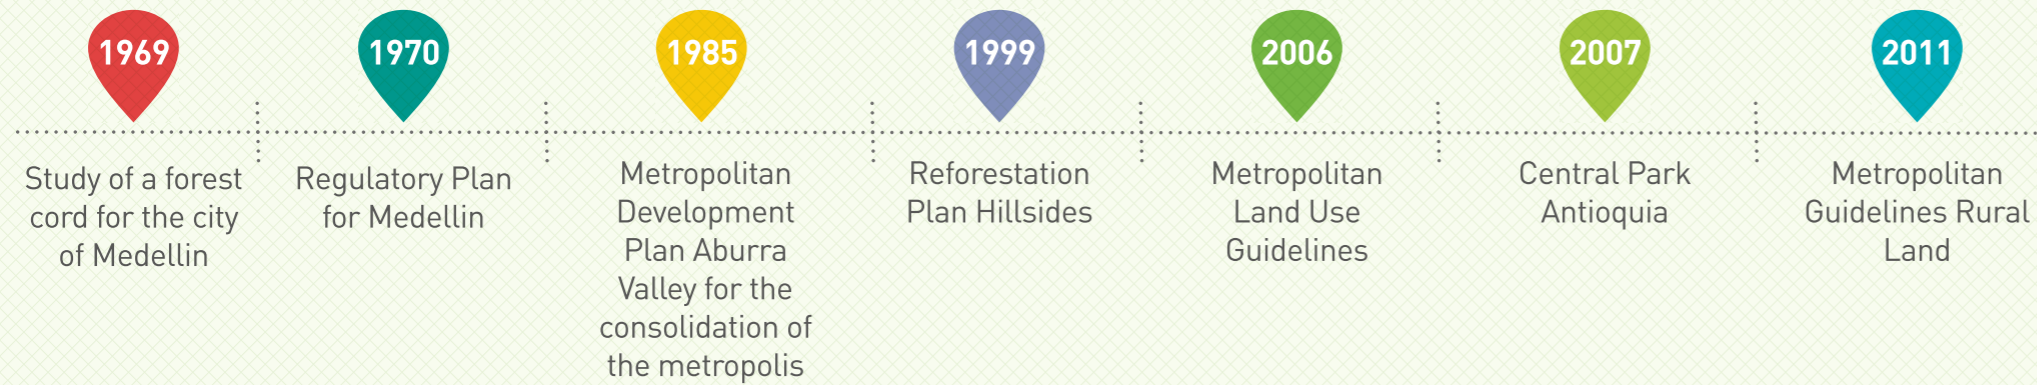 1969
Study of a forest
cord for the city
of Medellin
1970
Regulatory Plan
for Medellin
1985
Metropolitan
Development
Plan Aburra
Valley for the
consolidation of
the metropolis
1999
Reforestation
Plan Hillsides
2006
Metropolitan
Land Use
Guidelines
2007
Central Park
Antioquia
2011
Metropolitan
Guidelines Rural
Land